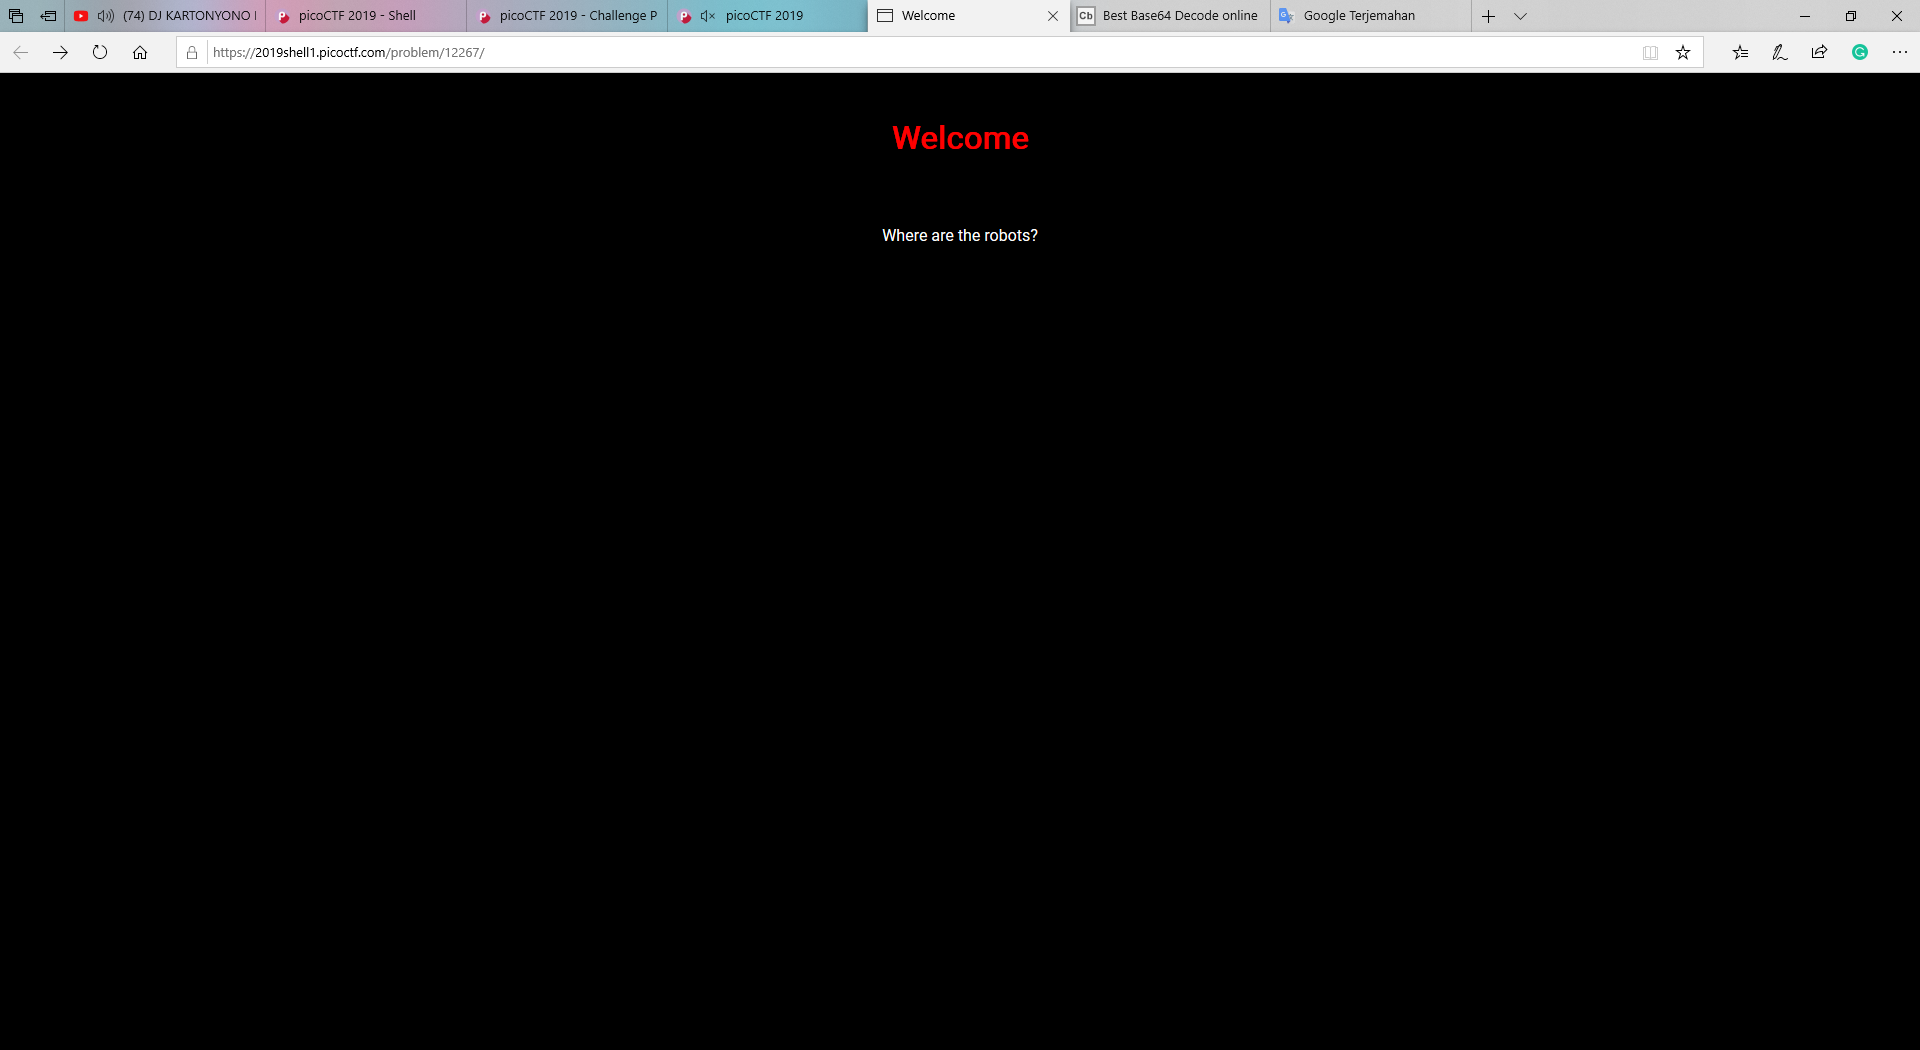 (74) DJ KARTONYONO
picoCTF 2019 - Shell
picoCTF 2019 - Challenge P
picoCTF 2019
Welcome
Cb
Best Base64 Decode online
Google Terjemahan
https://2019shell1.picoctf.com/problem/12267/
Welcome
Where are the robots?